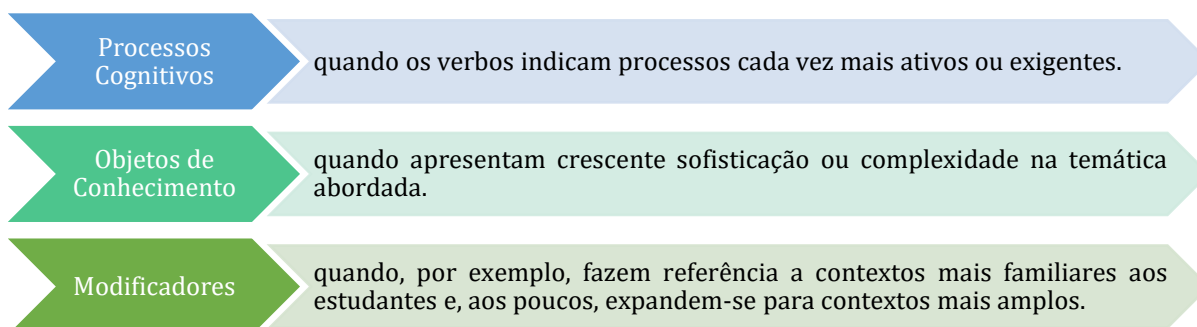 Processos
Cognitivos
quando os verbos indicam processos cada vez mais ativos ou exigentes.
Objetos de
Conhecimento
quando apresentam crescente sofisticação ou complexidade na temática
abordada.
Modificadores
quando, por exemplo, fazem referência a contextos mais familiares aos
estudantes e, aos poucos, expandem-se para contextos mais amplos.